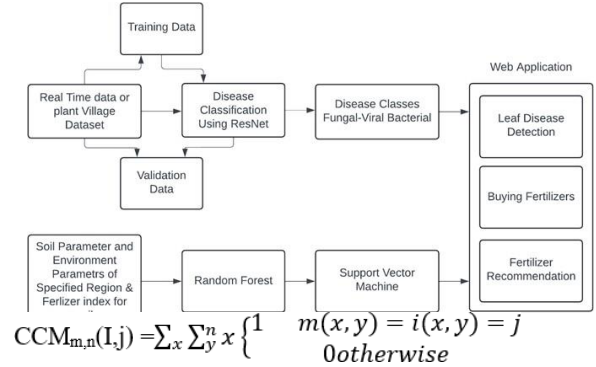 Training Data
Web Application
Real Time data or
plant Village
Dataset
Disease
Classification
Using ResNet
Disease Classes
Fungal-Viral Bacterial
Leaf Disease
Detection
Validation
Data
Buying Fertilizers
Soil Parameter and
Environment
Parametrs of
Specified Region &
Ferlizer index for
Random Forest
Support Vector
Machine
Fertilizer
Recommendation
CCMm,n(I,j) =∑x ∑y^n x { 1 m(x, y) = i(x, y) = j
0otherwise